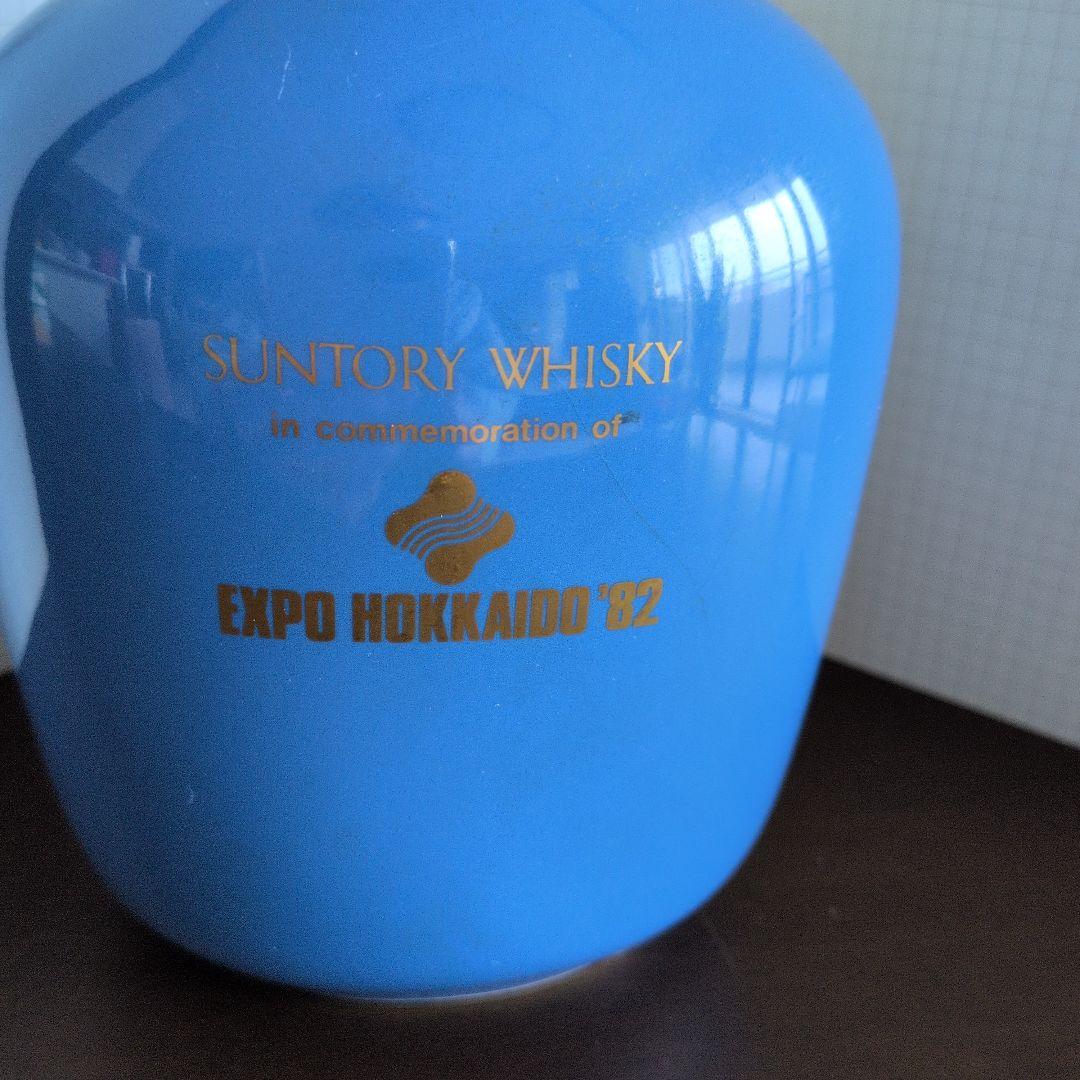 SUNTORY WHISKY
in commemoration of
EXPO HOKKAIDO '82